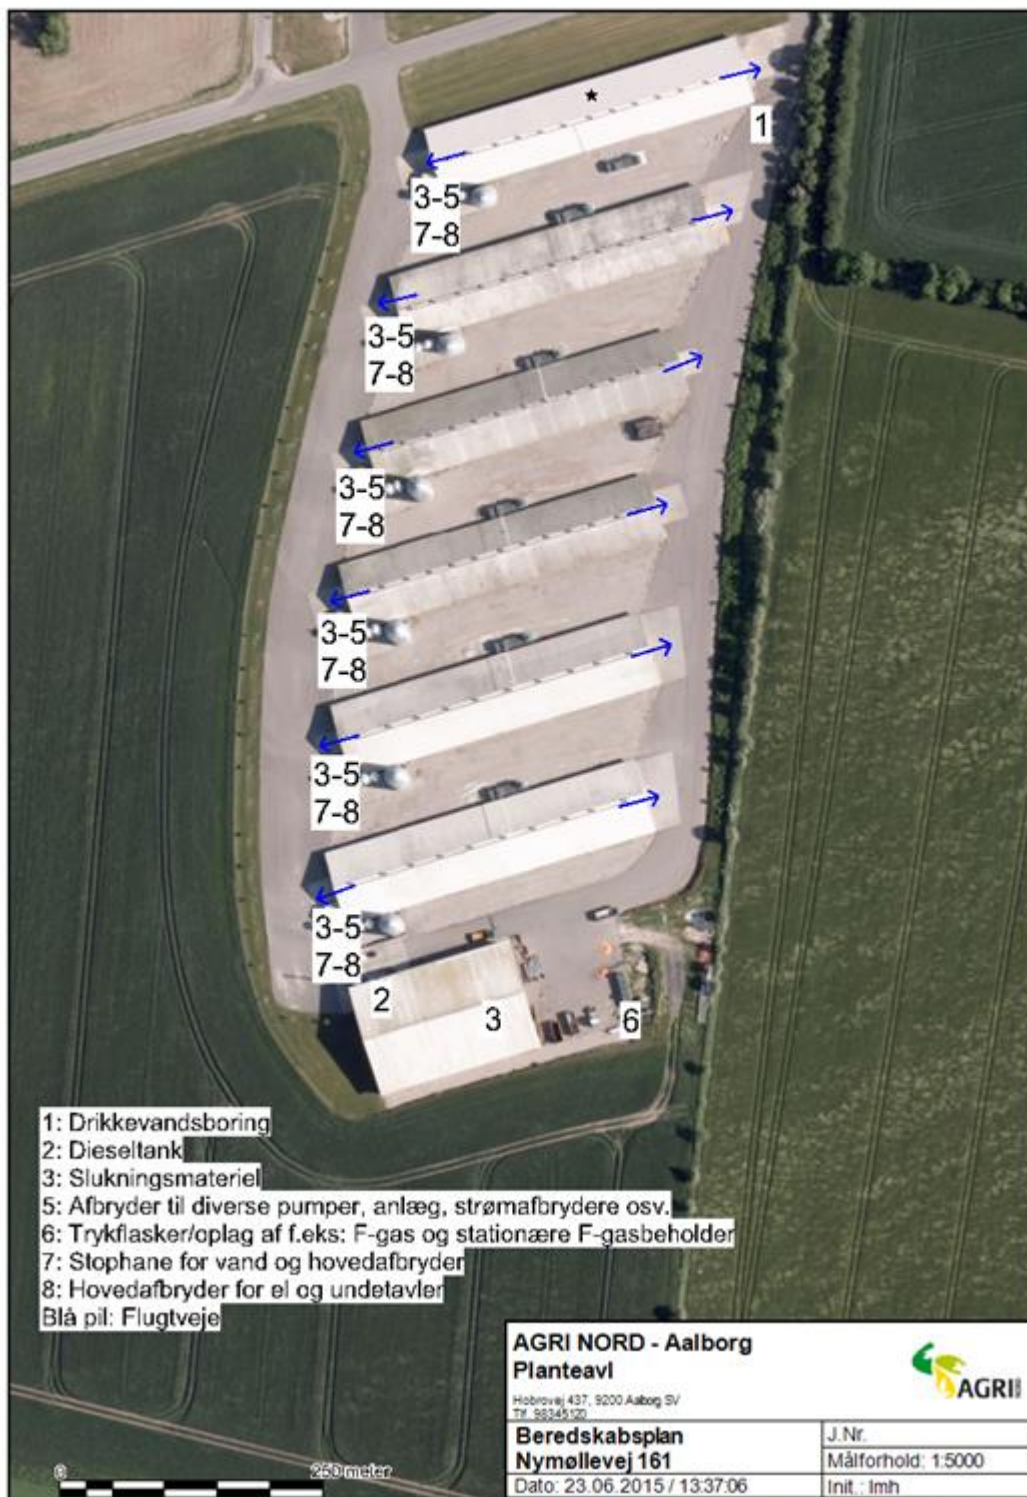 1
3-5
7-8
3-5
7-8
3-5
7-8
3-5
7-8
3-5
7-8
3-5
7-8
2
3
6
1: Drikkevandsboring
2: Dieseltank
3: Slukningsmateriel
5: Afbryder til diverse pumper, anlæg, strømafbrydere osv.
6: Trykflasker/oplag af f.eks: F-gas og stationære F-gasbeholder
7: Stophane for vand og hovedafbryder
8: Hovedafbryder for el og undetavler
Blå pil: Flugtveje
0 250 meter
AGRI NORD - Aalborg
Planteavl
Hobrovej 437, 9200 Aalborg SV
Tlf. 98345120
AGRI NORD
Beredskabsplan
Nymøllevej 161
Dato: 23.06.2015 / 13:37:06
J.Nr.
Målforhold: 1:5000
Init.: lmh